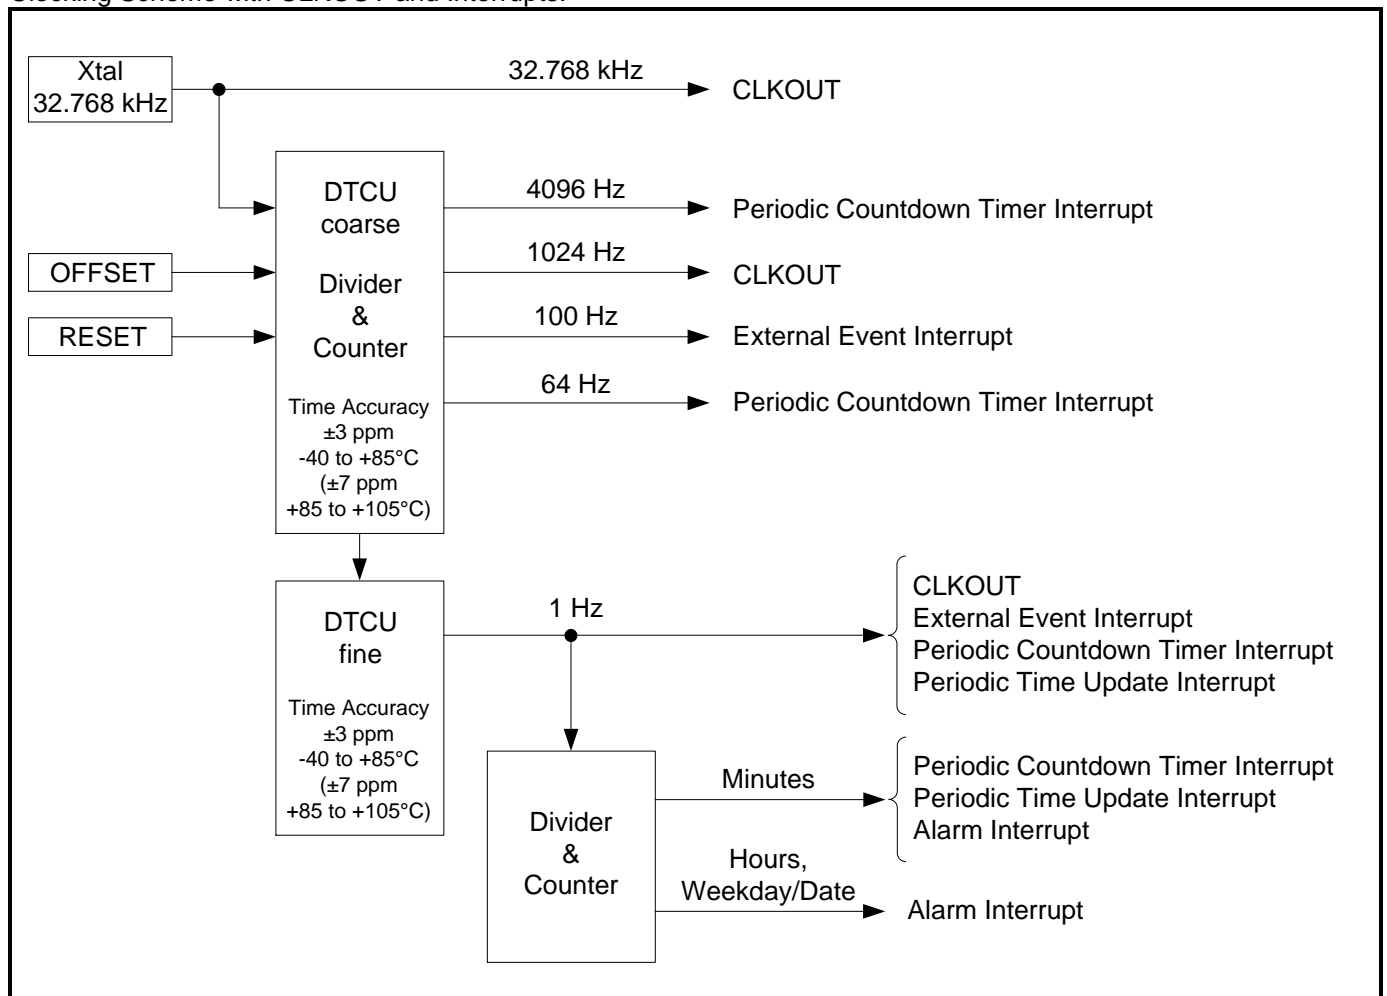 Clocking Scheme with CLKOUT and Interrupts:
Xtal
32.768 kHz
32.768 kHz
CLKOUT
DTCU
coarse
Divider
&
Counter
Time Accuracy
±3 ppm
-40 to +85°C
(±7 ppm
+85 to +105°C)
OFFSET
RESET
4096 Hz
Periodic Countdown Timer Interrupt
1024 Hz
CLKOUT
100 Hz
External Event Interrupt
64 Hz
Periodic Countdown Timer Interrupt
DTCU
fine
Time Accuracy
±3 ppm
-40 to +85°C
(±7 ppm
+85 to +105°C)
1 Hz
CLKOUT
External Event Interrupt
Periodic Countdown Timer Interrupt
Periodic Time Update Interrupt
Divider
&
Counter
Minutes
Periodic Countdown Timer Interrupt
Periodic Time Update Interrupt
Alarm Interrupt
Hours,
Weekday/Date
Alarm Interrupt